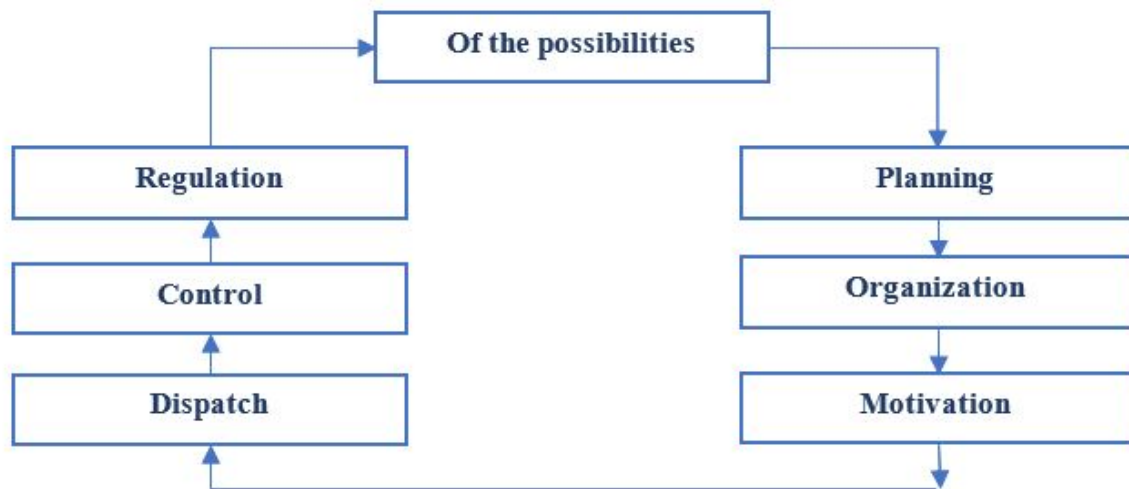 Of the possibilities
Regulation
Planning
Control
Organization
Dispatch
Motivation